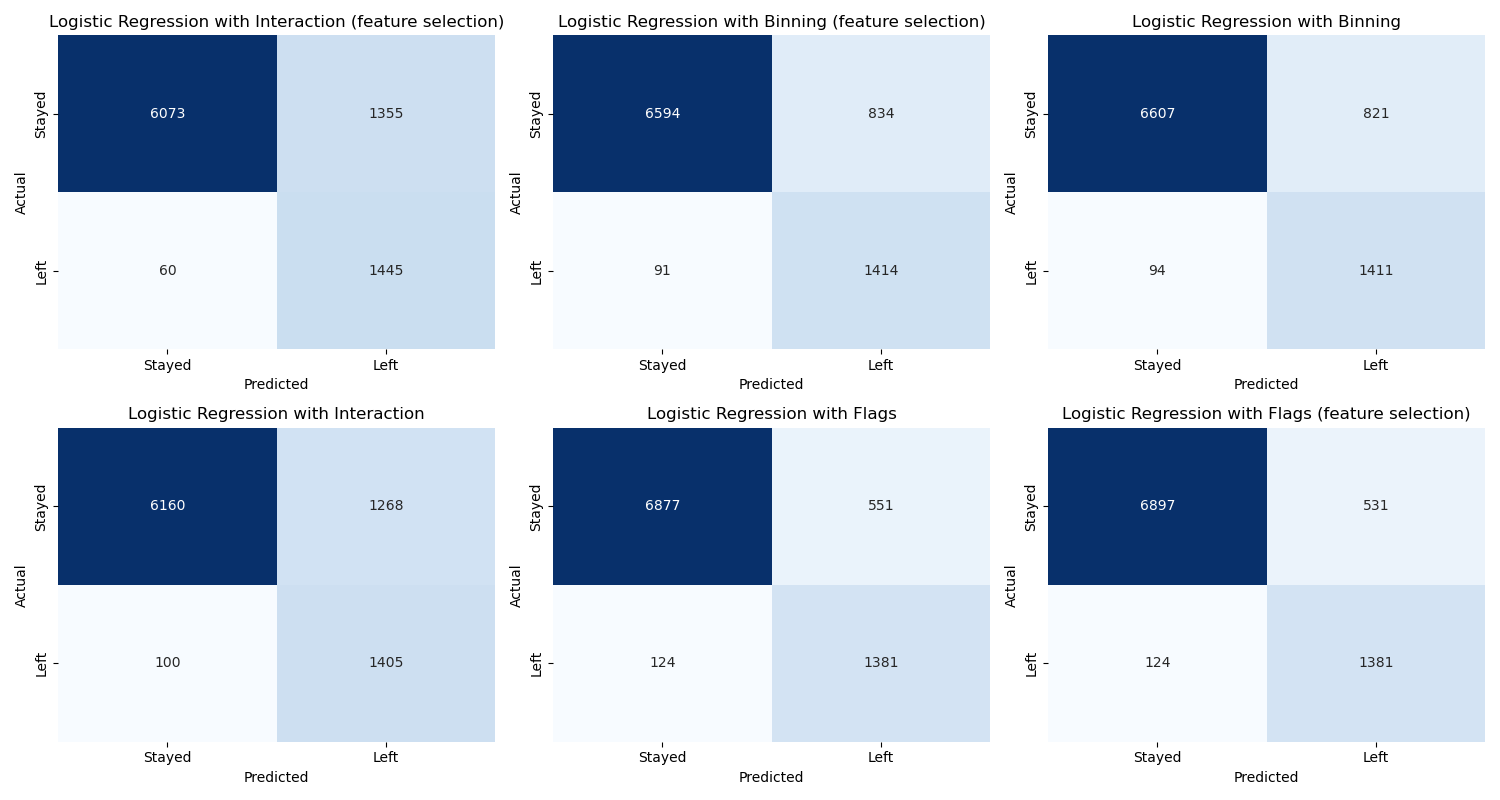 Logistic Regression with Interaction (feature selection)
Stayed
Left
Actual
6073
1355
60
1445
Stayed
Left
Predicted
Logistic Regression with Binning (feature selection)
Stayed
Left
Actual
6594
834
91
1414
Stayed
Left
Predicted
Logistic Regression with Binning
Stayed
Left
Actual
6607
821
94
1411
Stayed
Left
Predicted
Logistic Regression with Interaction
Stayed
Left
Actual
6160
1268
100
1405
Stayed
Left
Predicted
Logistic Regression with Flags
Stayed
Left
Actual
6877
551
124
1381
Stayed
Left
Predicted
Logistic Regression with Flags (feature selection)
Stayed
Left
Actual
6897
531
124
1381
Stayed
Left
Predicted